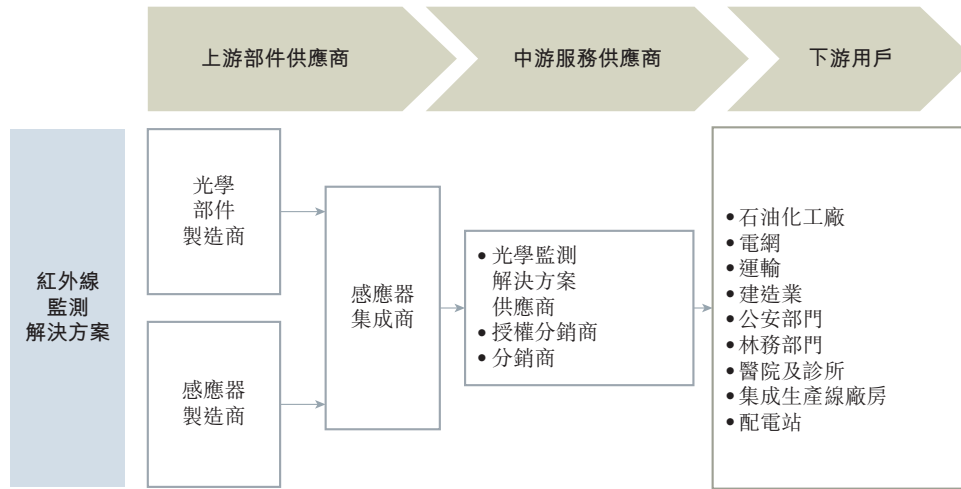 上游部件供應商
中游服務供應商
下游用戶
紅外線
監測
解決方案
光學
部件
製造商
感應器
製造商
感應器
集成商
• 光學監測
解決方案
供應商
• 授權分銷商
• 分銷商
• 石油化工廠
• 電網
• 運輸
• 建造業
• 公安部門
• 林務部門
• 醫院及診所
• 集成生產線廠房
• 配電站